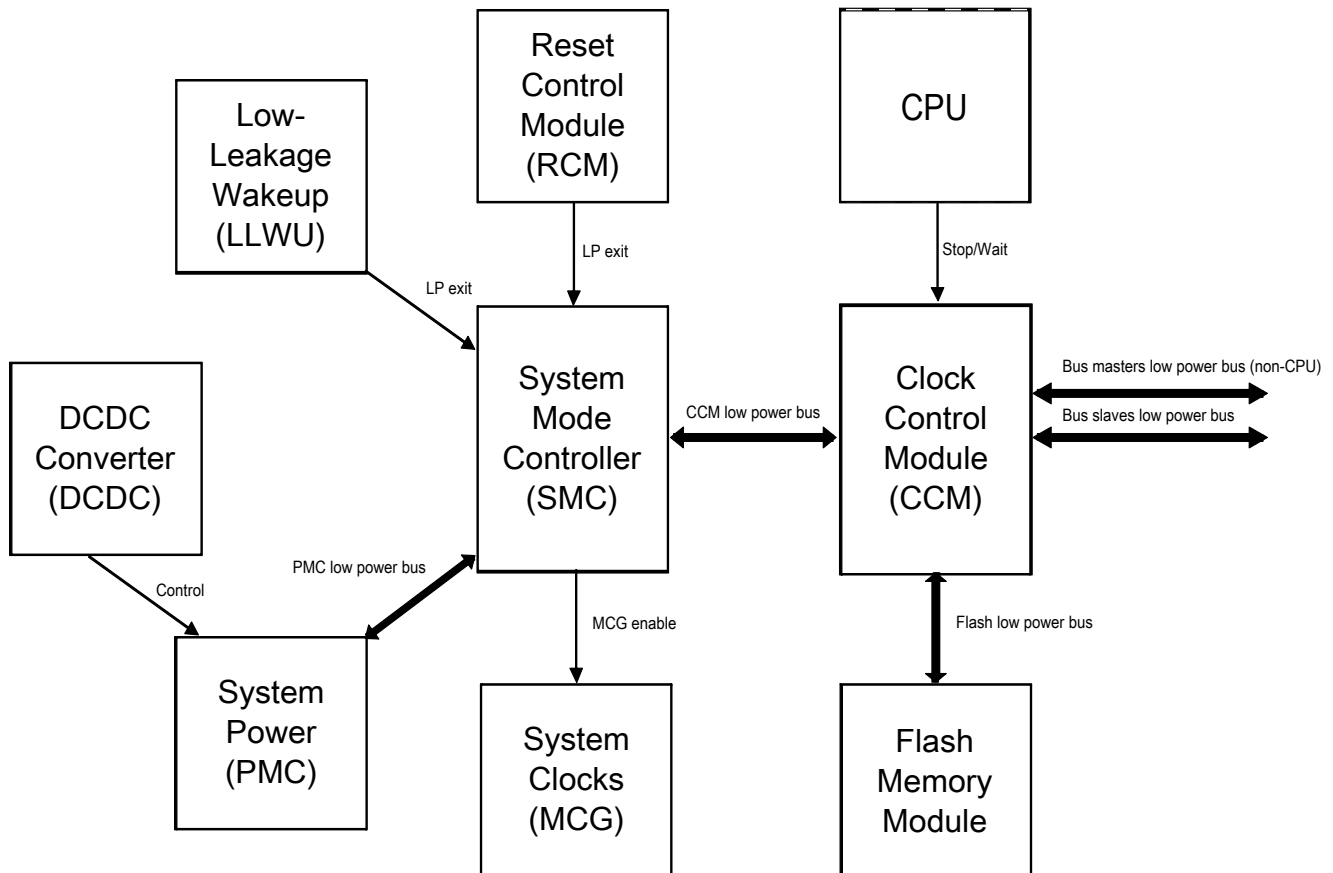 Reset
Control
Module
(RCM)
CPU
Low-
Leakage
Wakeup
(LLWU)
LP exit
Stop/Wait
LP exit
DCDC
Converter
(DCDC)
System
Mode
Controller
(SMC)
CCM low power bus
Clock
Control
Module
(CCM)
Bus masters low power bus (non-CPU)
Bus slaves low power bus
Control
PMC low power bus
MCG enable
Flash low power bus
System
Power
(PMC)
System
Clocks
(MCG)
Flash
Memory
Module